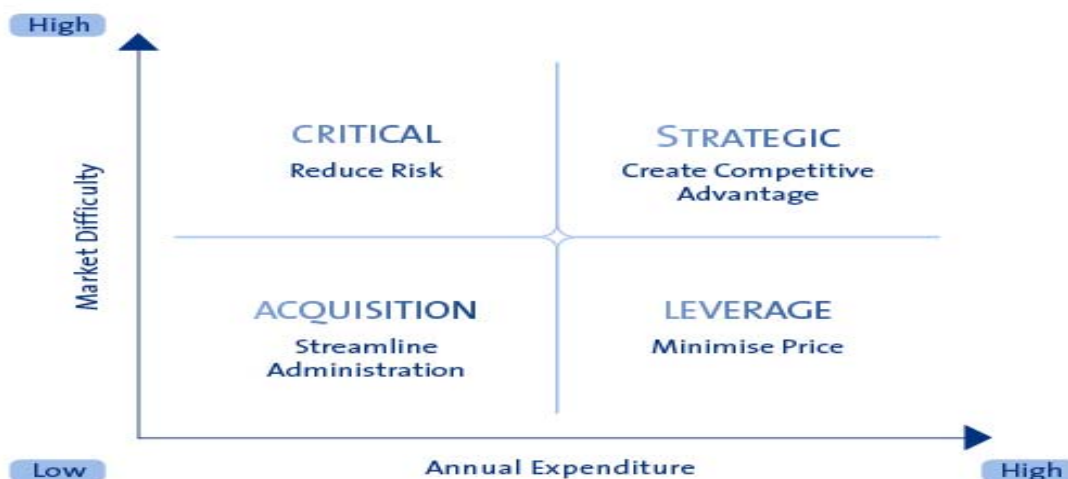 High
CRITICAL
Reduce Risk
STRATEGIC
Create Competitive
Advantage
Market Difficulty
ACQUISITION
Streamline
Administration
LEVERAGE
Minimise Price
Low
Annual Expenditure
High